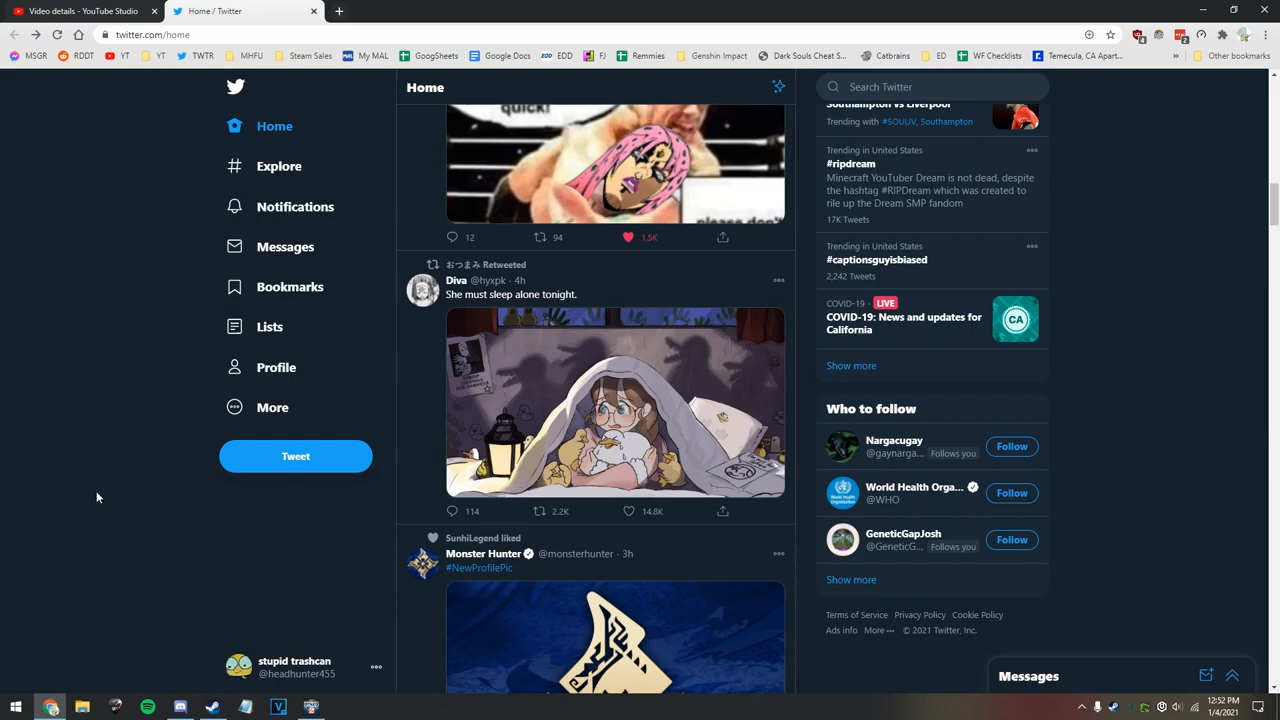 Video details - YouTube Studio
Home / Twitter
twitter.com/home
MSGR
RDDT
YT
YT
TWTR
MHFU
Steam Sales
My MAL
GoogSheets
Google Docs
EDD
FJ
Remmies
Genshin Impact
Dark Souls Cheat S...
Catbrains
ED
WF Checklists
Temecula, CA Apart...
Other bookmarks
Home
Explore
Notifications
Messages
Bookmarks
Lists
Profile
More
Tweet
stupid trashcan
@headhunter455
Home
quick!
please don't
12
94
1.5K
おつまみ Retweeted
Diva @hyxpk · 4h
She must sleep alone tonight.
114
2.2K
14.8K
SunhiLegend liked
Monster Hunter @monsterhunter · 3h
#NewProfilePic
Search Twitter
Southampton vs Liverpool
Trending with #SOULIV, Southampton
Trending in United States
#ripdream
Minecraft YouTuber Dream is not dead, despite
the hashtag #RIPDream which was created to
rile up the Dream SMP fandom
17K Tweets
Trending in United States
#captionsguyisbiased
2,242 Tweets
COVID-19 · LIVE
COVID-19: News and updates for
California
CA
Show more
Who to follow
Nargacugay
@gaynarga... Follows you
Follow
World Health Orga...
@WHO
Follow
GeneticGapJosh
@GeneticG... Follows you
Follow
Show more
Terms of Service Privacy Policy Cookie Policy
Ads info More © 2021 Twitter, Inc.
Messages
12:52 PM
1/4/2021